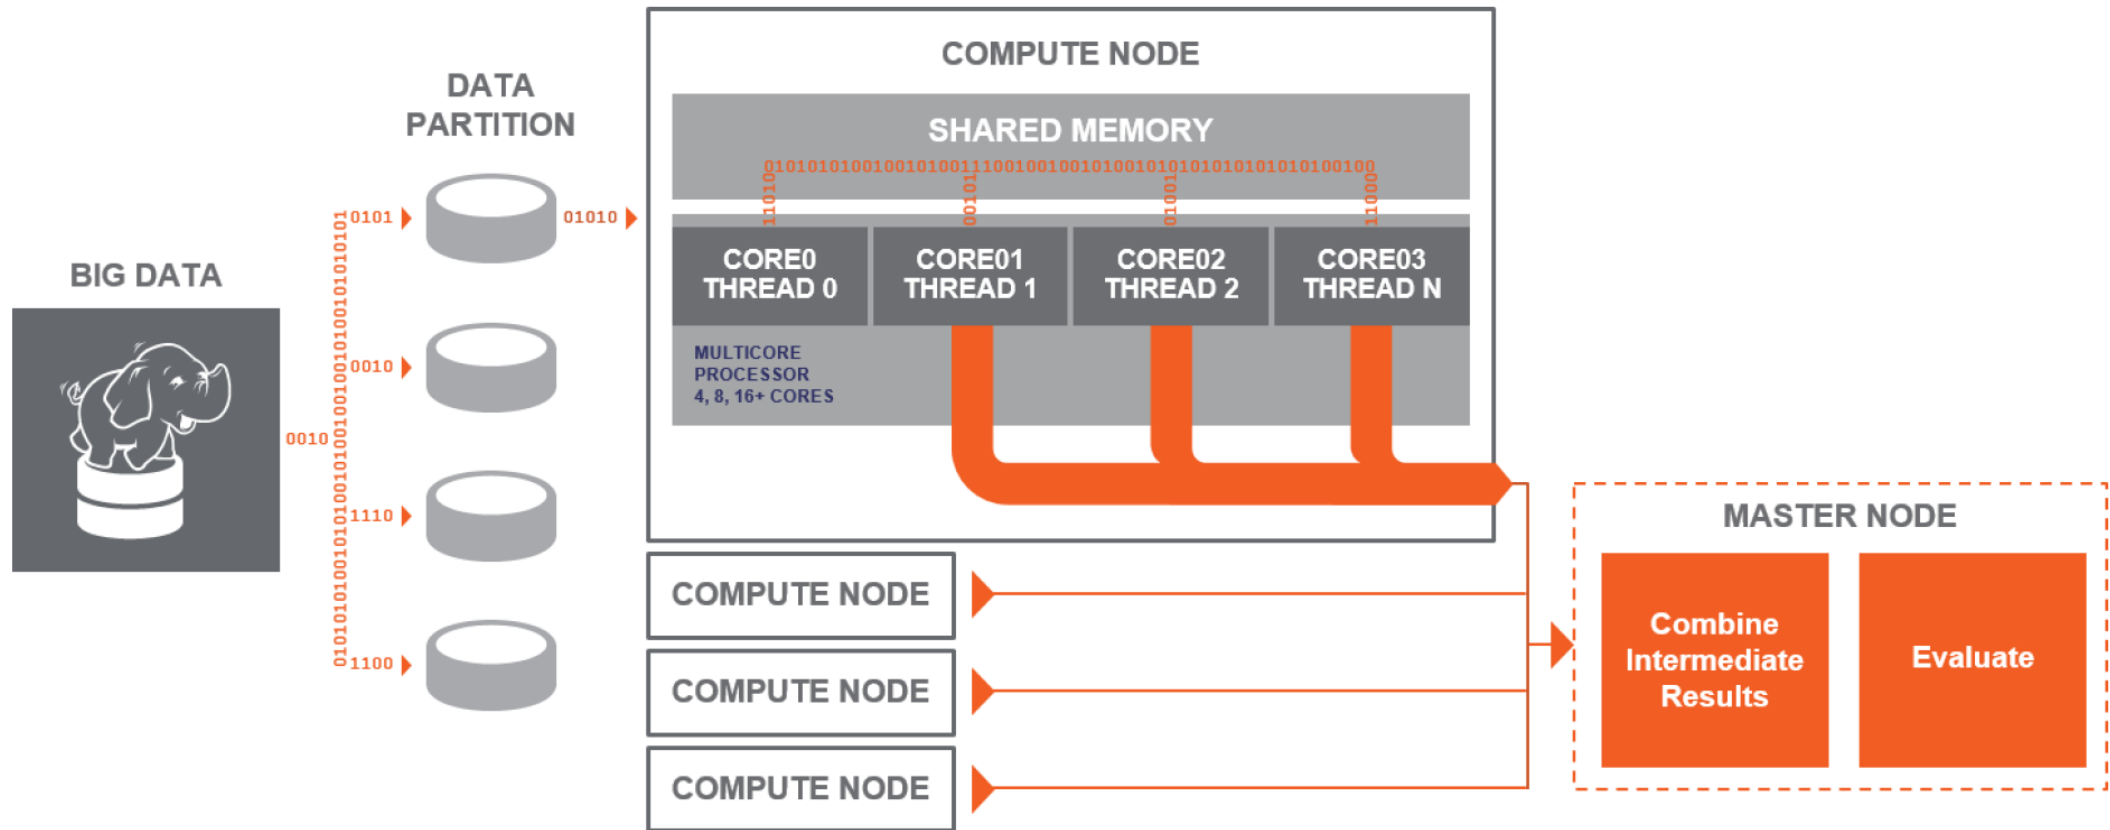 BIG DATA
0010
DATA
PARTITION
0101
0010
1110
1100
01010
COMPUTE NODE
SHARED MEMORY
11010
00101
01001
11000
CORE0
THREAD 0
CORE01
THREAD 1
CORE02
THREAD 2
CORE03
THREAD N
MULTICORE
PROCESSOR
4, 8, 16+ CORES
COMPUTE NODE
COMPUTE NODE
COMPUTE NODE
MASTER NODE
Combine
Intermediate
Results
Evaluate